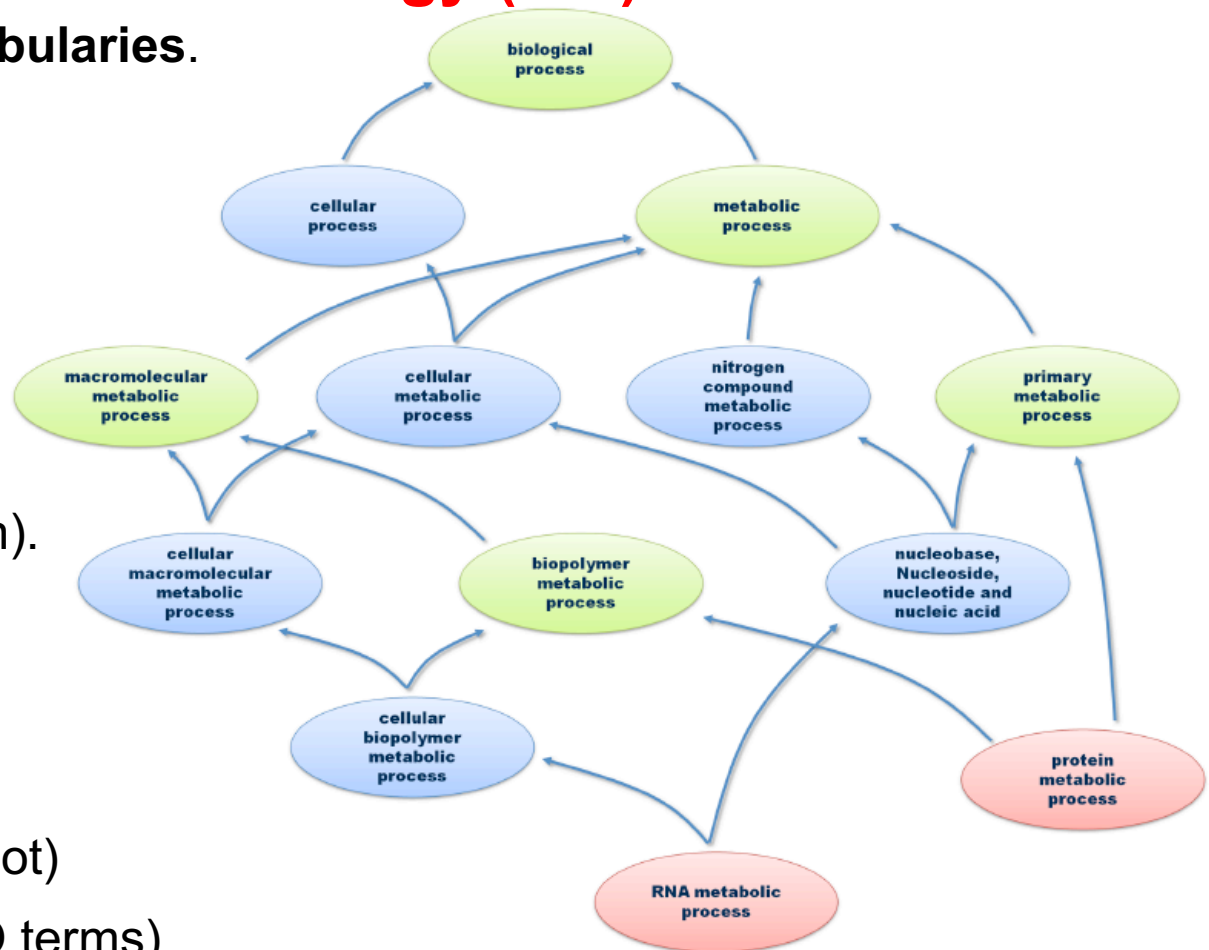 gy (
bularies.
biological
process
cellular
process
metabolic
process
macromolecular
metabolic
process
cellular
metabolic
process
nitrogen
compound
metabolic
process
primary
metabolic
process
n).
cellular
macromolecular
metabolic
process
biopolymer
metabolic
process
nucleobase,
Nucleoside,
nucleotide and
nucleic acid
cellular
biopolymer
metabolic
process
protein
metabolic
process
ot)
RNA metabolic
process
terms)